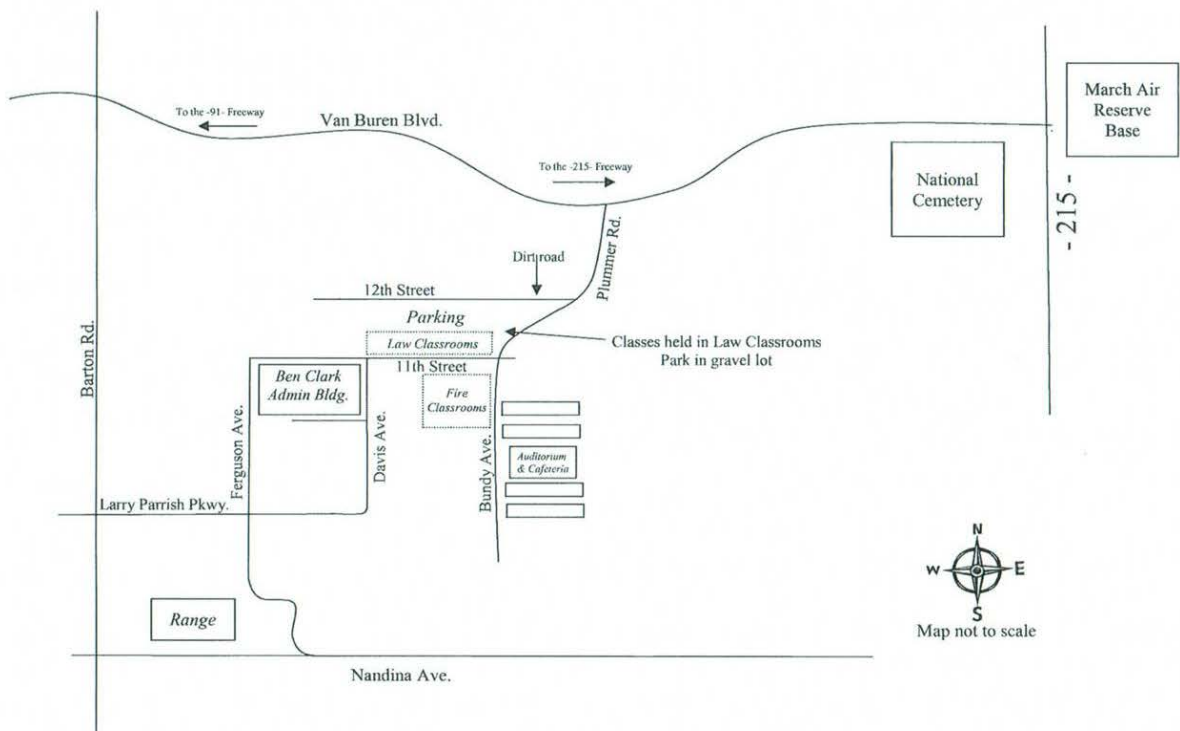 To the -91- Freeway
Van Buren Blvd.
To the -215- Freeway
March Air
Reserve
Base
National
Cemetery
- 215 -
Plummer Rd.
Dirt road
12th Street
Parking
Law Classrooms
Classes held in Law Classrooms
Park in gravel lot
11th Street
Barton Rd.
Ben Clark
Admin Bldg.
Fire
Classrooms
Ferguson Ave.
Davis Ave.
Bundy Ave.
Auditorium
& Cafeteria
Larry Parrish Pkwy.
Range
Nandina Ave.
N
W
E
S
Map not to scale